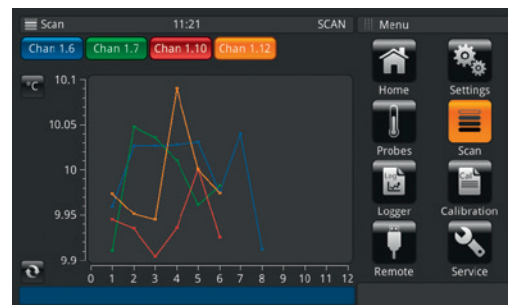 Scan 11:21 SCAN Menu
Chan 1.6 Chan 1.7 Chan 1.10 Chan 1.12
°C
10.1
10.05
10
9.95
9.9
0 1 2 3 4 5 6 7 8 9 10 11 12
Home Settings
Probes Scan
Log
Cal
Logger Calibration
Remote Service